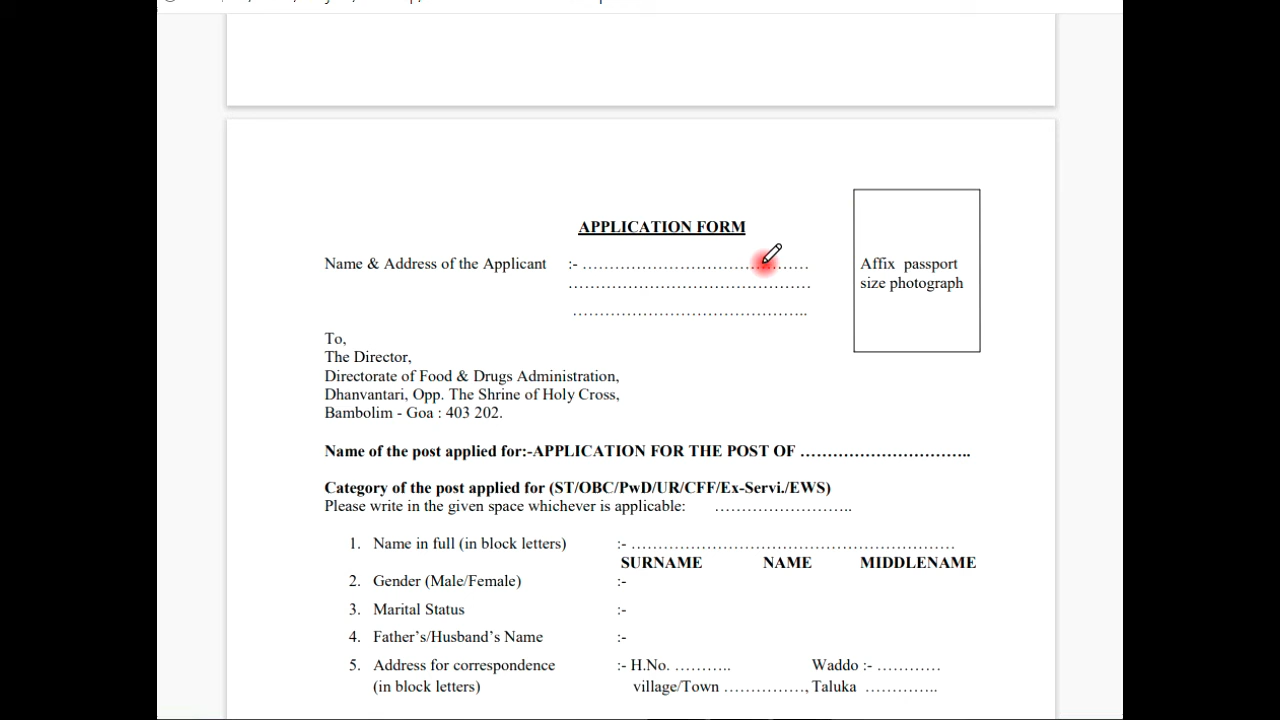 APPLICATION FORM
Name & Address of the Applicant :- ……………………………………
………………………………………
……………………………………..
Affix passport
size photograph
To,
The Director,
Directorate of Food & Drugs Administration,
Dhanvantari, Opp. The Shrine of Holy Cross,
Bambolim - Goa : 403 202.
Name of the post applied for:-APPLICATION FOR THE POST OF …………………………..
Category of the post applied for (ST/OBC/PwD/UR/CFF/Ex-Servi./EWS)
Please write in the given space whichever is applicable: ……………………..
1. Name in full (in block letters) :- ……………………………………………………
SURNAME NAME MIDDLENAME
2. Gender (Male/Female) :-
3. Marital Status :-
4. Father’s/Husband’s Name :-
5. Address for correspondence :- H.No. ……….. Waddo :- …………
(in block letters) village/Town ……………, Taluka …………..